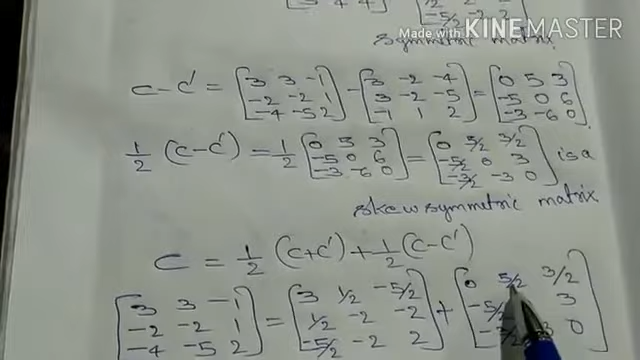 Made with KINEMASTER
symmetric matrix.
C - C' = [3 3 -1; -2 -2 1; -4 -5 2] - [3 -2 -4; 3 -2 -5; -1 1 2] = [0 5 3; -5 0 6; -3 -6 0]
1/2 (C - C') = 1/2 [0 5 3; -5 0 6; -3 -6 0] = [0 5/2 3/2; -5/2 0 3; -3/2 -3 0] is a
skew symmetric matrix
C = 1/2 (C + C') + 1/2 (C - C')
[3 3 -1; -2 -2 1; -4 -5 2] = [3 1/2 -5/2; 1/2 -2 -2; -5/2 -2 2] + [0 5/2 3/2; -5/2 3; 0]